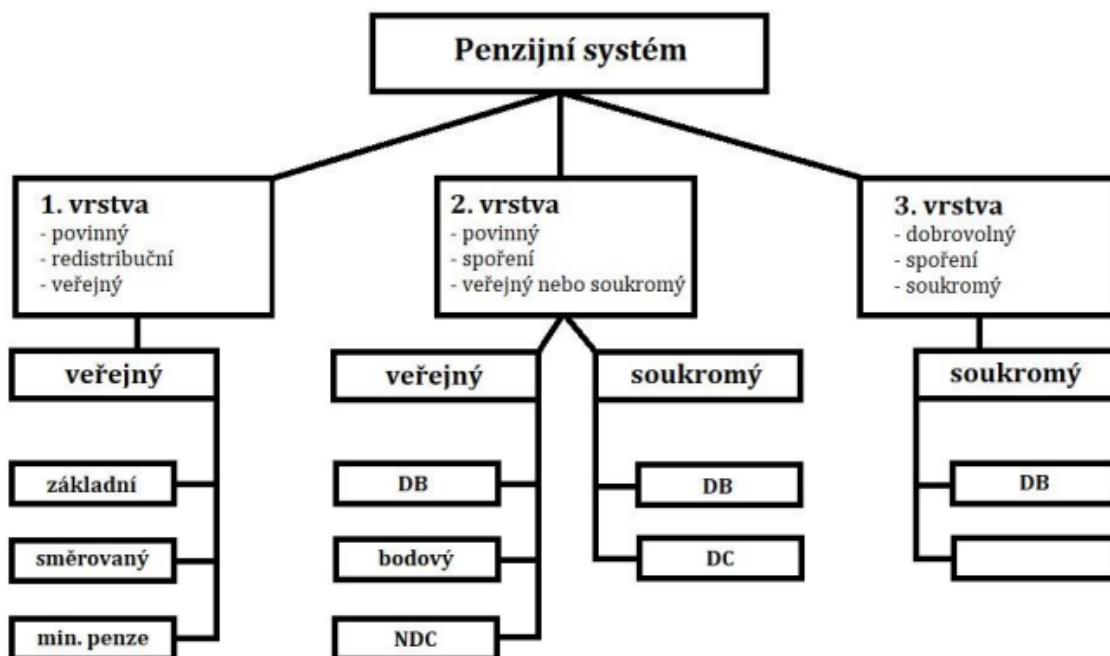 Penzijní systém
1. vrstva
- povinný
- redistribuční
- veřejný
2. vrstva
- povinný
- spoření
- veřejný nebo soukromý
3. vrstva
- dobrovolný
- spoření
- soukromý
veřejný
základní
směrovaný
min. penze
veřejný
DB
bodový
NDC
soukromý
DB
DC
soukromý
DB